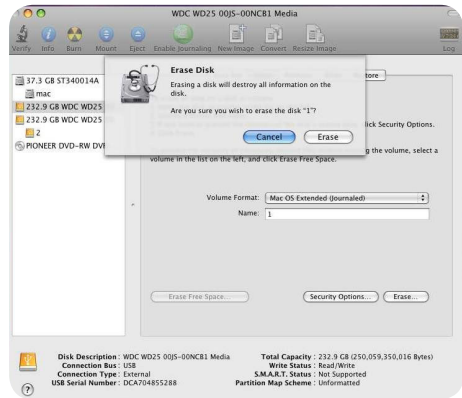 WDC WD25 00JS-00NCB1 Media
Verify Info Burn Mount Eject Enable Journaling New Image Convert Resize Image Log
Erase Disk
Erasing a disk will destroy all information on the disk.
Are you sure you wish to erase the disk "1"?
Cancel Erase
37.3 GB ST340014A
mac
232.9 GB WDC WD25
232.9 GB WDC WD25
2
PIONEER DVD-RW DVR
tore
lick Security Options.
g the volume, select a
volume in the list on the left, and click Erase Free Space.
Volume Format: Mac OS Extended (Journaled)
Name: 1
Erase Free Space... Security Options... Erase...
Disk Description : WDC WD25 00JS-00NCB1 Media Total Capacity : 232.9 GB (250,059,350,016 Bytes)
Connection Bus : USB Write Status : Read/Write
Connection Type : External S.M.A.R.T. Status : Not Supported
USB Serial Number : DCA704855288 Partition Map Scheme : Unformatted
?